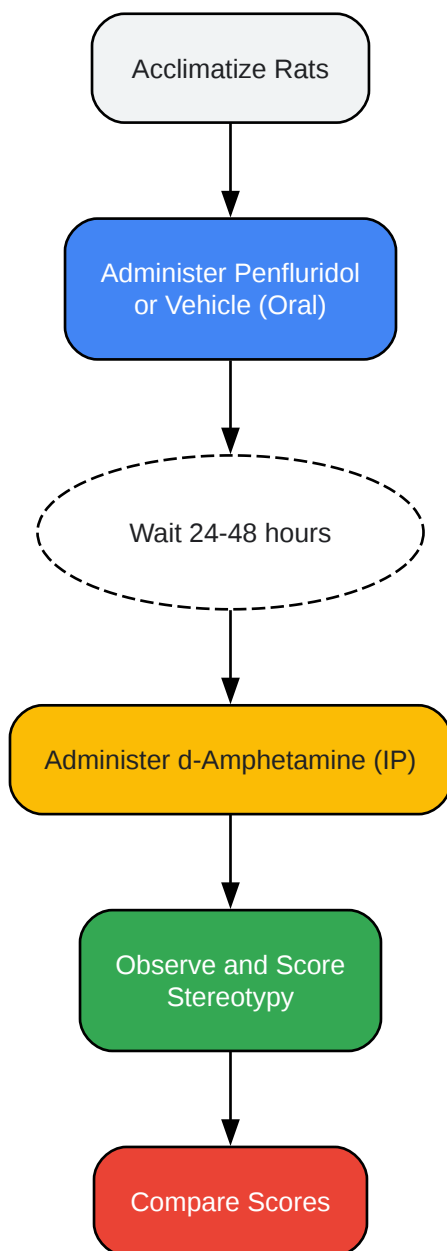 Acclimatize Rats
Administer Penfluridol
or Vehicle (Oral)
Wait 24-48 hours
Administer d-Amphetamine (IP)
Observe and Score
Stereotypy
Compare Scores